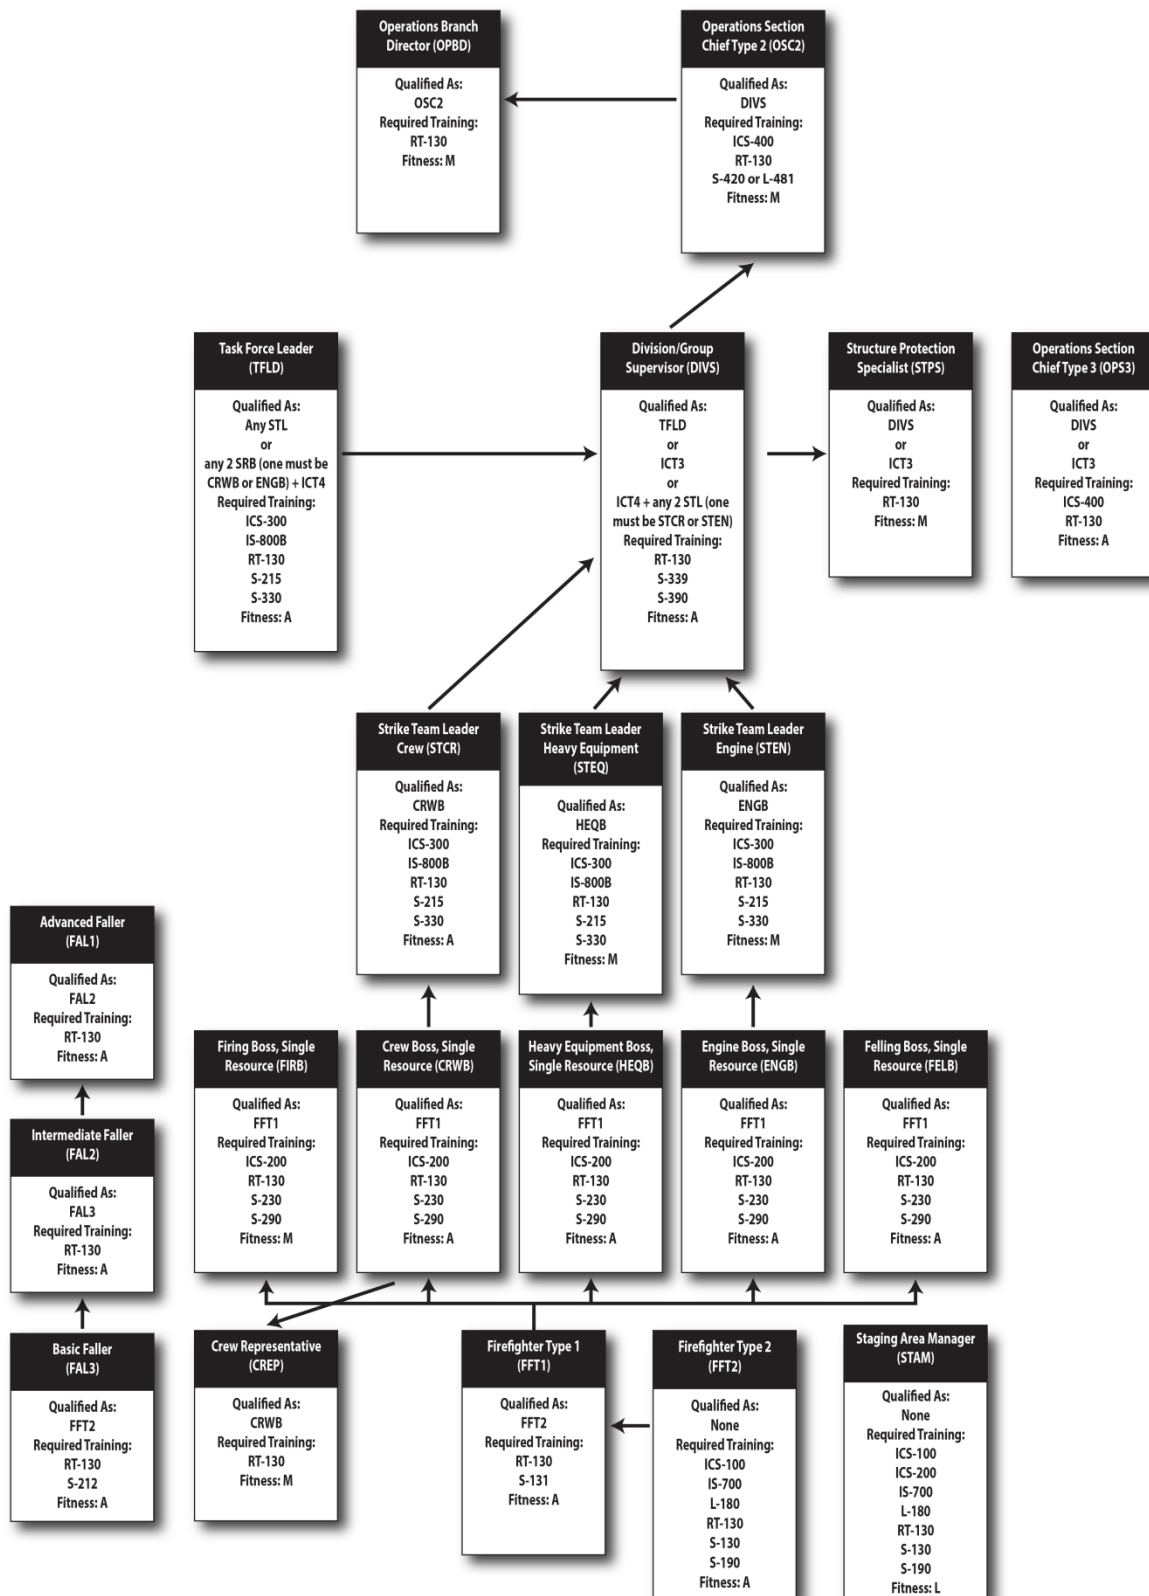 Operations Branch
Director (OPBD)
Qualified As:
OSC2
Required Training:
RT-130
Fitness: M
Operations Section
Chief Type 2 (OSC2)
Qualified As:
DIVS
Required Training:
ICS-400
RT-130
S-420 or L-481
Fitness: M
Task Force Leader
(TFLD)
Qualified As:
Any STL
or
any 2 SRB (one must be
CRWB or ENGB) + ICT4
Required Training:
ICS-300
IS-800B
RT-130
S-215
S-330
Fitness: A
Division/Group
Supervisor (DIVS)
Qualified As:
TFLD
or
ICT3
or
ICT4 + any 2 STL (one
must be STCR or STEN)
Required Training:
RT-130
S-339
S-390
Fitness: A
Structure Protection
Specialist (STPS)
Qualified As:
DIVS
or
ICT3
Required Training:
RT-130
Fitness: M
Operations Section
Chief Type 3 (OPS3)
Qualified As:
DIVS
or
ICT3
Required Training:
ICS-400
RT-130
Fitness: A
Strike Team Leader
Crew (STCR)
Qualified As:
CRWB
Required Training:
ICS-300
IS-800B
RT-130
S-215
S-330
Fitness: A
Strike Team Leader
Heavy Equipment
(STEQ)
Qualified As:
HEQB
Required Training:
ICS-300
IS-800B
RT-130
S-215
S-330
Fitness: M
Strike Team Leader
Engine (STEN)
Qualified As:
ENGB
Required Training:
ICS-300
IS-800B
RT-130
S-215
S-330
Fitness: M
Advanced Faller
(FAL1)
Qualified As:
FAL2
Required Training:
RT-130
Fitness: A
Intermediate Faller
(FAL2)
Qualified As:
FAL3
Required Training:
RT-130
Fitness: A
Basic Faller
(FAL3)
Qualified As:
FFT2
Required Training:
RT-130
S-212
Fitness: A
Firing Boss, Single
Resource (FIRB)
Qualified As:
FFT1
Required Training:
ICS-200
RT-130
S-230
S-290
Fitness: M
Crew Boss, Single
Resource (CRWB)
Qualified As:
FFT1
Required Training:
ICS-200
RT-130
S-230
S-290
Fitness: A
Heavy Equipment Boss,
Single Resource (HEQB)
Qualified As:
FFT1
Required Training:
ICS-200
RT-130
S-230
S-290
Fitness: A
Engine Boss, Single
Resource (ENGB)
Qualified As:
FFT1
Required Training:
ICS-200
RT-130
S-230
S-290
Fitness: A
Felling Boss, Single
Resource (FELB)
Qualified As:
FFT1
Required Training:
ICS-200
RT-130
S-230
S-290
Fitness: A
Crew Representative
(CREP)
Qualified As:
CRWB
Required Training:
RT-130
Fitness: M
Firefighter Type 1
(FFT1)
Qualified As:
FFT2
Required Training:
RT-130
S-131
Fitness: A
Firefighter Type 2
(FFT2)
Qualified As:
None
Required Training:
ICS-100
IS-700
L-180
RT-130
S-130
S-190
Fitness: A
Staging Area Manager
(STAM)
Qualified As:
None
Required Training:
ICS-100
ICS-200
IS-700
L-180
RT-130
S-130
S-190
Fitness: L